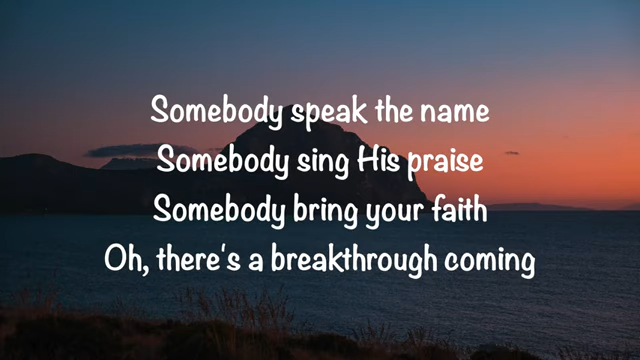 Somebody speak the name
Somebody sing His praise
Somebody bring your faith
Oh, there's a breakthrough coming